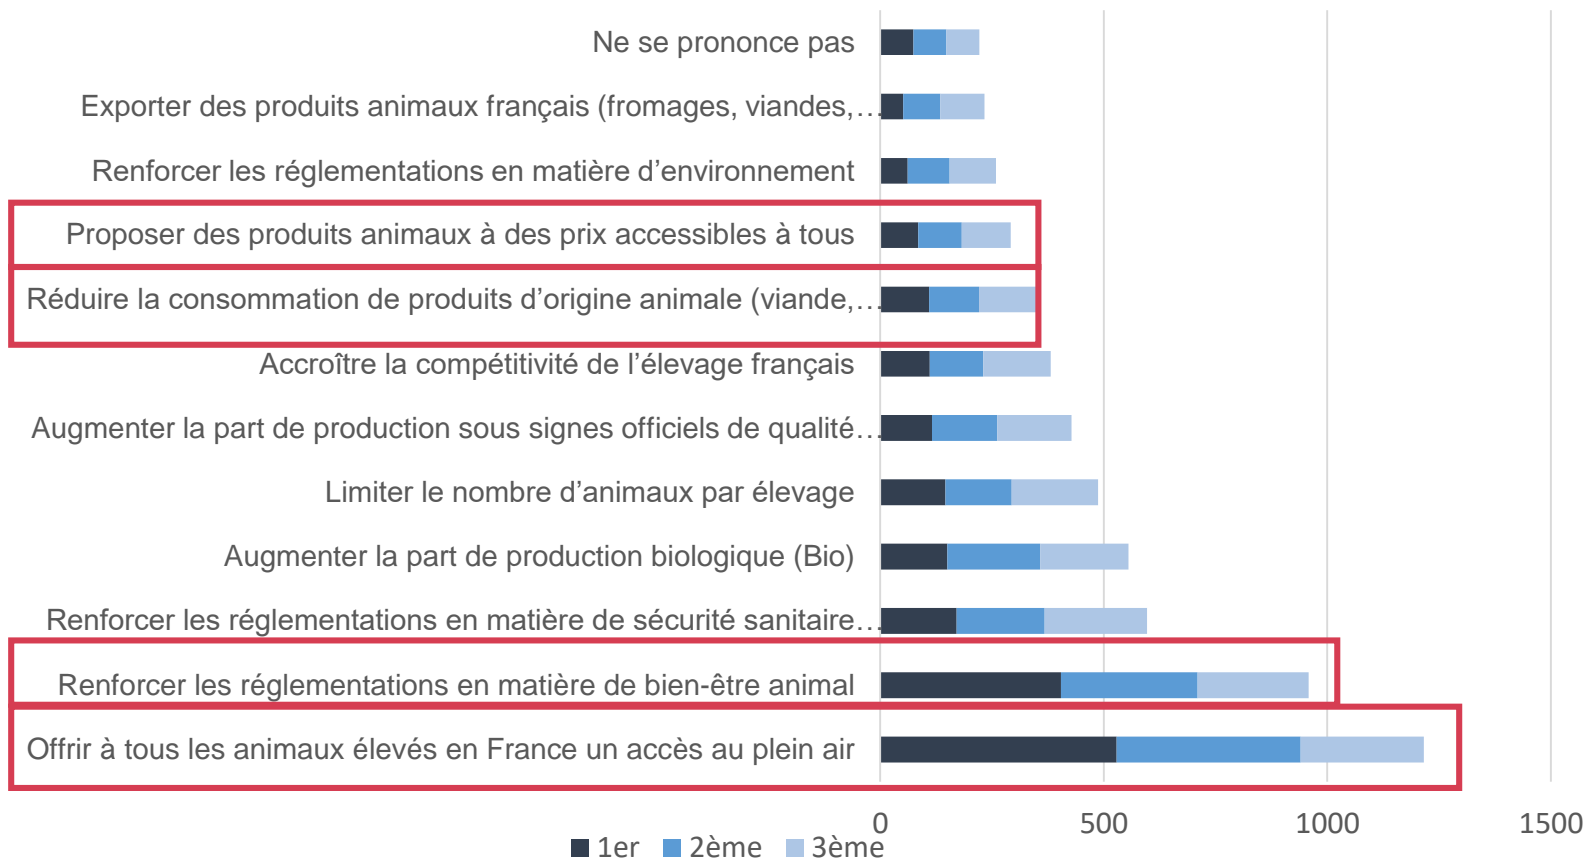 Ne se prononce pas
Exporter des produits animaux français (fromages, viandes,…
Renforcer les réglementations en matière d’environnement
Proposer des produits animaux à des prix accessibles à tous
Réduire la consommation de produits d’origine animale (viande,…
Accroître la compétitivité de l’élevage français
Augmenter la part de production sous signes officiels de qualité…
Limiter le nombre d’animaux par élevage
Augmenter la part de production biologique (Bio)
Renforcer les réglementations en matière de sécurité sanitaire…
Renforcer les réglementations en matière de bien-être animal
Offrir à tous les animaux élevés en France un accès au plein air
0 500 1000 1500
1er 2ème 3ème